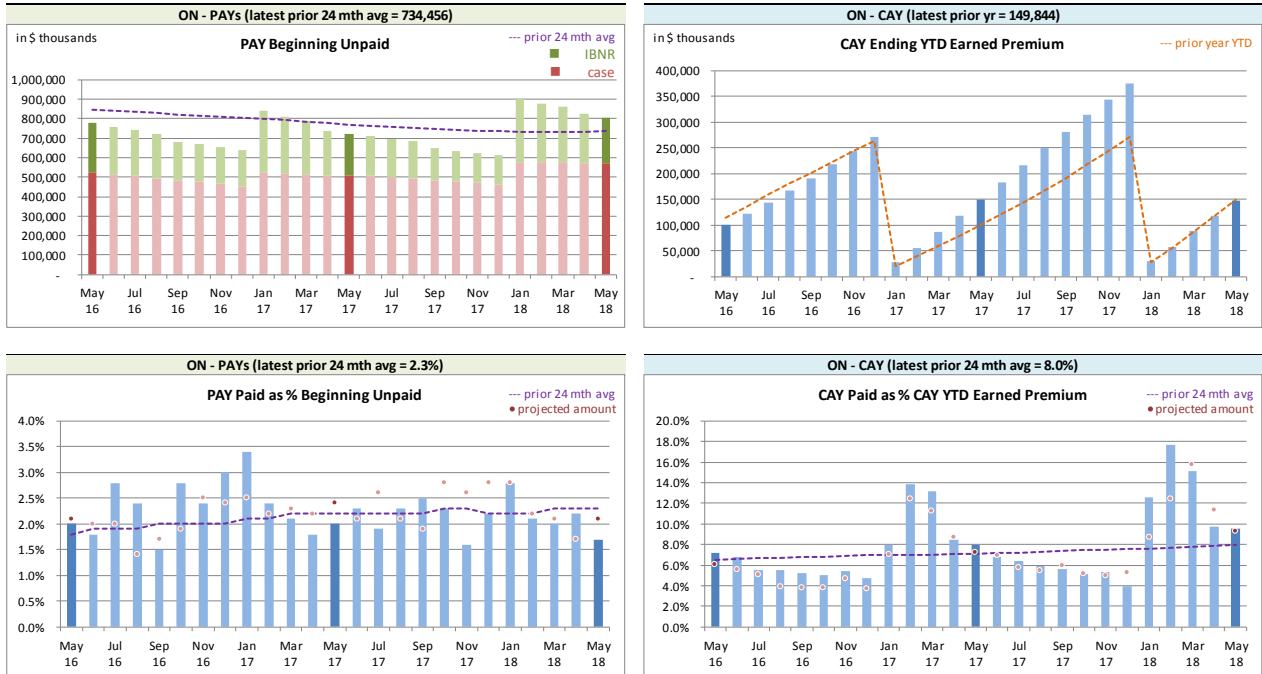 ON - PAYs (latest prior 24 mth avg = 734,456)
in $ thousands
PAY Beginning Unpaid
--- prior 24 mth avg
IBNR
case
1,000,000
900,000
800,000
700,000
600,000
500,000
400,000
300,000
200,000
100,000
-
May Jul Sep Nov Jan Mar May Jul Sep Nov Jan Mar May
16 16 16 16 17 17 17 17 17 17 18 18 18
ON - CAY (latest prior yr = 149,844)
in $ thousands
CAY Ending YTD Earned Premium
--- prior year YTD
400,000
350,000
300,000
250,000
200,000
150,000
100,000
50,000
-
May Jul Sep Nov Jan Mar May Jul Sep Nov Jan Mar May
16 16 16 16 17 17 17 17 17 17 18 18 18
ON - PAYs (latest prior 24 mth avg = 2.3%)
PAY Paid as % Beginning Unpaid
--- prior 24 mth avg
projected amount
4.0%
3.5%
3.0%
2.5%
2.0%
1.5%
1.0%
0.5%
0.0%
May Jul Sep Nov Jan Mar May Jul Sep Nov Jan Mar May
16 16 16 16 17 17 17 17 17 17 18 18 18
ON - CAY (latest prior 24 mth avg = 8.0%)
CAY Paid as % CAY YTD Earned Premium
--- prior 24 mth avg
projected amount
20.0%
18.0%
16.0%
14.0%
12.0%
10.0%
8.0%
6.0%
4.0%
2.0%
0.0%
May Jul Sep Nov Jan Mar May Jul Sep Nov Jan Mar May
16 16 16 16 17 17 17 17 17 17 18 18 18